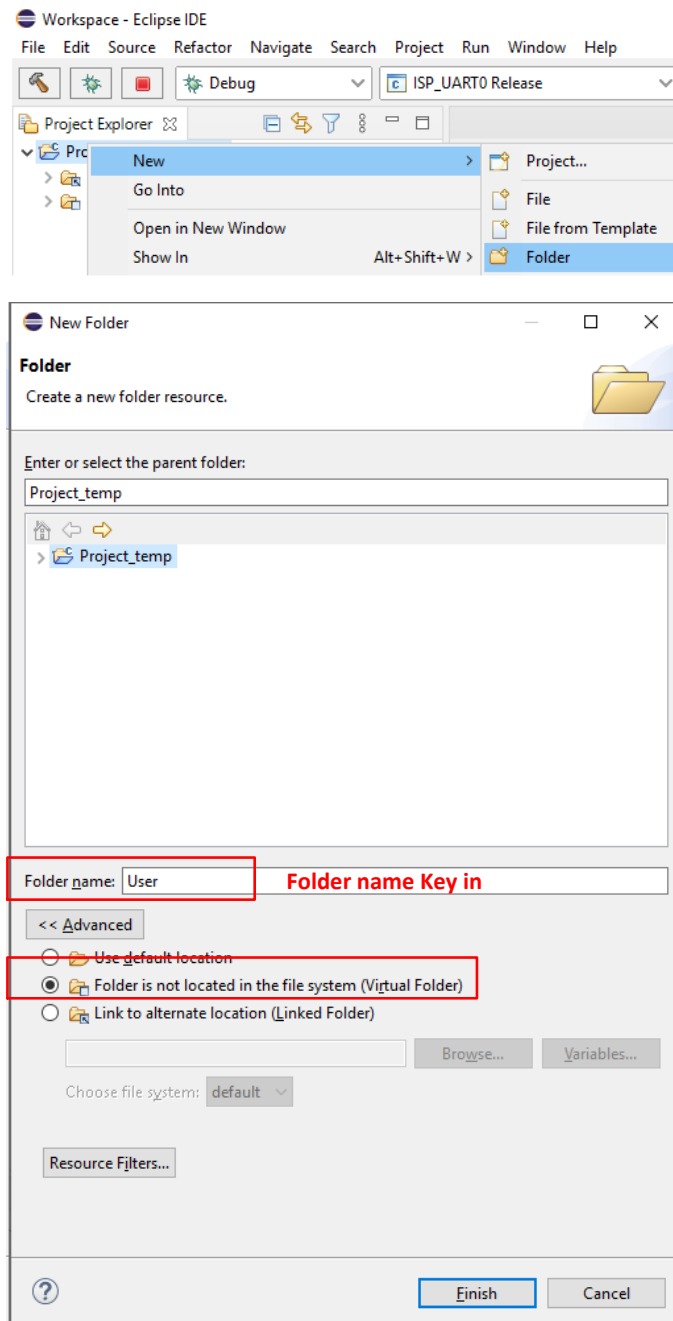 Workspace - Eclipse IDE
File Edit Source Refactor Navigate Search Project Run Window Help
Debug ISP_UART0 Release
Project Explorer
Pro
New Project...
Go Into File
Open in New Window File from Template
Show In Alt+Shift+W > Folder
New Folder
Folder
Create a new folder resource.
Enter or select the parent folder:
Project_temp
Project_temp
Folder name: User Folder name Key in
<< Advanced
Use default location
Folder is not located in the file system (Virtual Folder)
Link to alternate location (Linked Folder)
Browse... Variables...
Choose file system: default
Resource Filters...
Finish Cancel